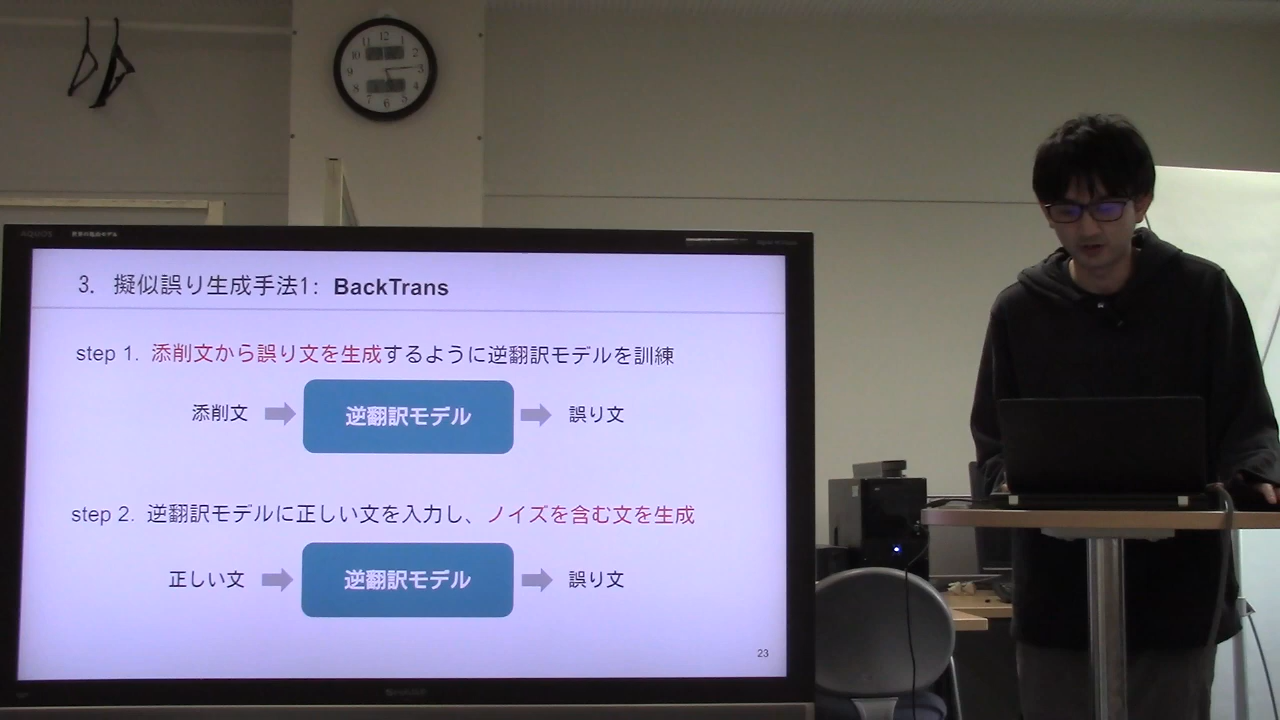 AQUOS
3. 擬似誤り生成手法1: BackTrans
step 1. 添削文から誤り文を生成するように逆翻訳モデルを訓練
添削文 逆翻訳モデル 誤り文
step 2. 逆翻訳モデルに正しい文を入力し、ノイズを含む文を生成
正しい文 逆翻訳モデル 誤り文
23